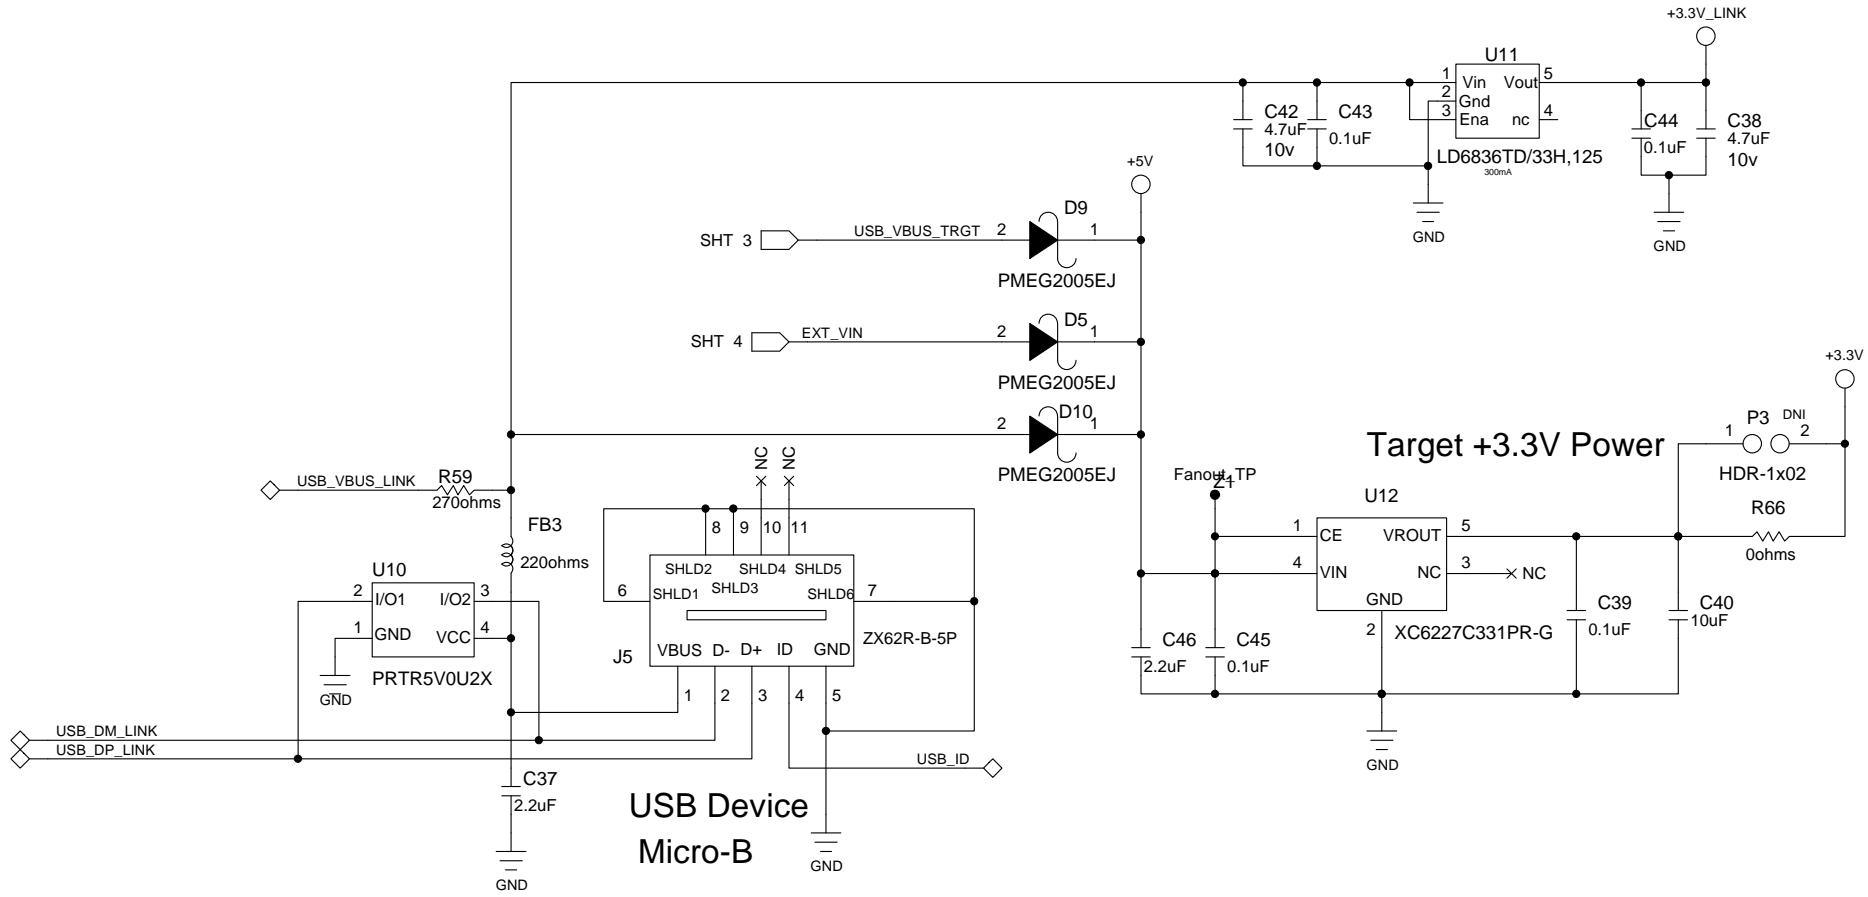 +3.3V_LINK
U11
1 Vin Vout 5
2 Gnd
3 Ena nc 4
LD6836TD/33H,125
300mA
C42
4.7uF
10v
C43
0.1uF
C44
0.1uF
C38
4.7uF
10v
GND
GND
+5V
SHT 3
USB_VBUS_TRGT
2 D9 1
PMEG2005EJ
SHT 4
EXT_VIN
2 D5 1
PMEG2005EJ
2 D10 1
PMEG2005EJ
+3.3V
Target +3.3V Power
P3 DNI
1 2
HDR-1x02
R66
0ohms
Fanout_TP
Z1
U12
1 CE VROUT 5
4 VIN NC 3 NC
GND
2
XC6227C331PR-G
C46
2.2uF
C45
0.1uF
C39
0.1uF
C40
10uF
GND
USB_VBUS_LINK
R59
270ohms
FB3
220ohms
U10
2 I/O1 I/O2 3
1 GND VCC 4
PRTR5V0U2X
GND
NC NC
8 9 10 11
SHLD2 SHLD4 SHLD5
SHLD3
6 SHLD1 SHLD6 7
ZX62R-B-5P
J5
VBUS D- D+ ID GND
1 2 3 4 5
USB_DM_LINK
USB_DP_LINK
USB_ID
C37
2.2uF
GND
USB Device
Micro-B
GND